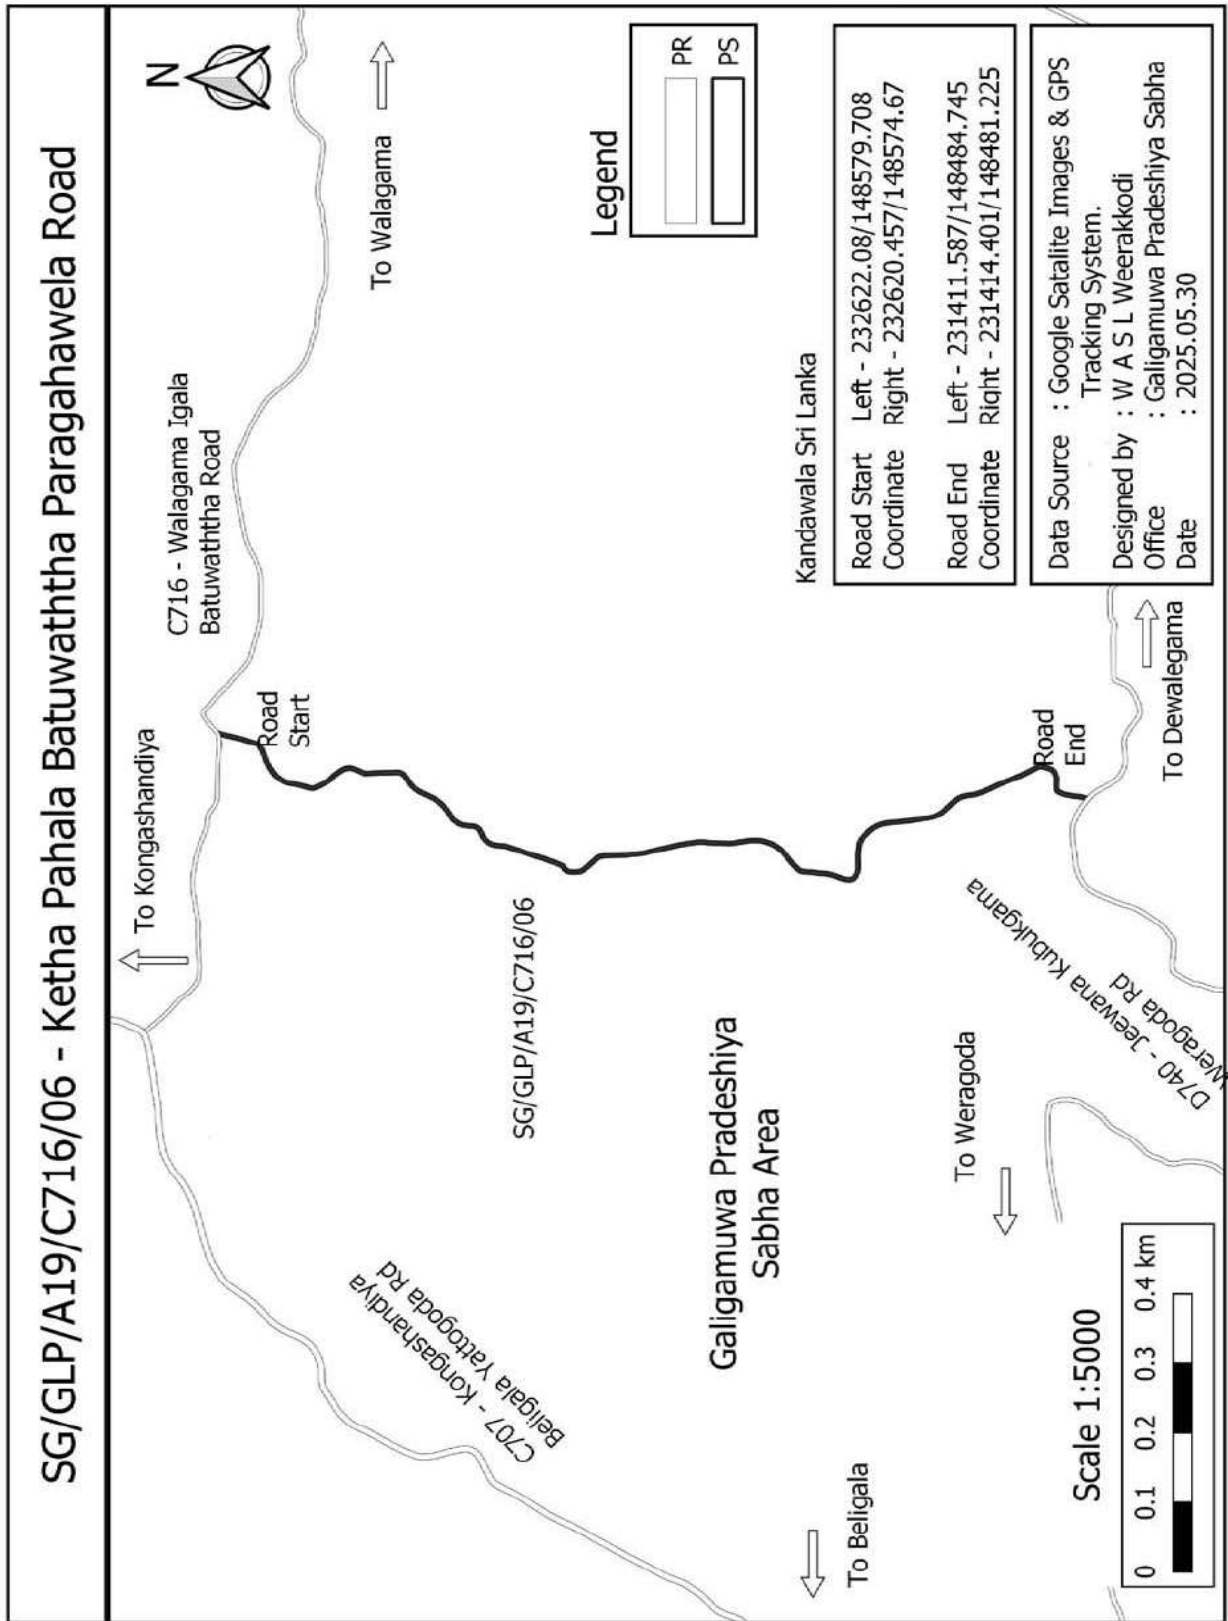 SG/GLP/A19/C716/06 - Ketha Pahala Batuwaththa Paragahawela Road
N
To Kongashandiya
C716 - Walagama Igala
Batuwaththa Road
To Walagama
Road
Start
Legend
PR
PS
SG/GLP/A19/C716/06
C707 - Kongashandiya
Beligala Yattogoda Rd
Galigamuwa Pradeshiya
Sabha Area
To Beligala
To Weragoda
D740 - Jeewana Kubukgama
Weragoda Rd
Road
End
To Dewalegama
Kandawala Sri Lanka
Road Start Left - 232622.08/148579.708
Coordinate Right - 232620.457/148574.67
Road End Left - 231411.587/148484.745
Coordinate Right - 231414.401/148481.225
Data Source : Google Satalite Images & GPS
Tracking System.
Designed by : W A S L Weerakkodi
Office : Galigamuwa Pradeshiya Sabha
Date : 2025.05.30
Scale 1:5000
0 0.1 0.2 0.3 0.4 km